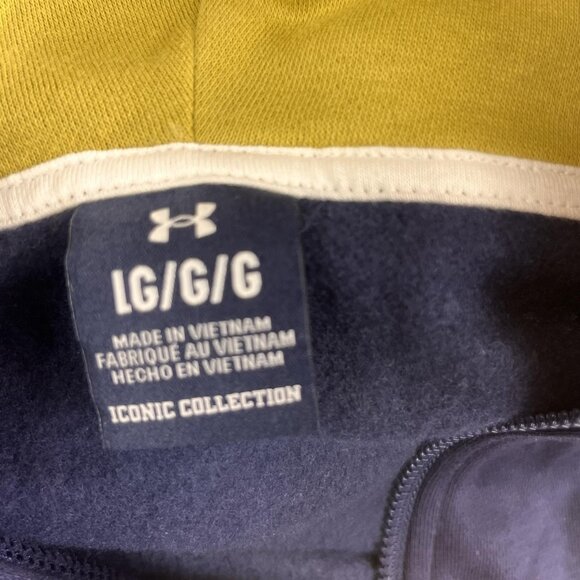 LG/G/G
MADE IN VIETNAM
FABRIQUÉ AU VIETNAM
HECHO EN VIETNAM
ICONIC COLLECTION